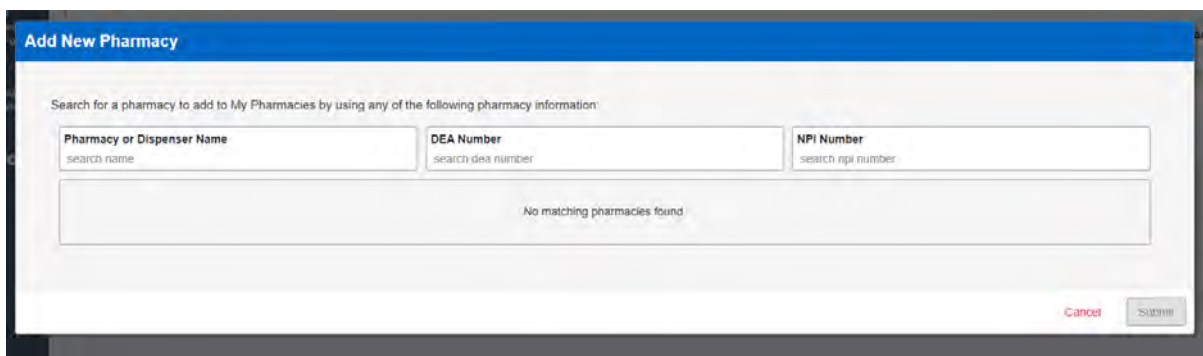 Add New Pharmacy
Search for a pharmacy to add to My Pharmacies by using any of the following pharmacy information:
Pharmacy or Dispenser Name
DEA Number
NPI Number
search name
search dea number
search npi number
No matching pharmacies found
Cancel
Submit